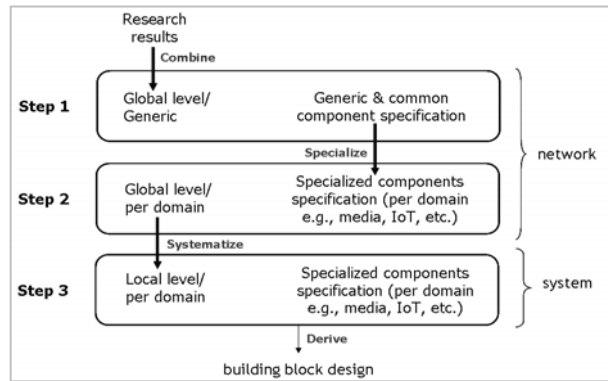 Research
results
Combine
Step 1
Global level/
Generic
Generic & common
component specification
Specialize
network
Step 2
Global level/
per domain
Specialized components
specification (per domain
e.g., media, IoT, etc.)
Systematize
Step 3
Local level/
per domain
Specialized components
specification (per domain
e.g., media, IoT, etc.)
system
Derive
building block design